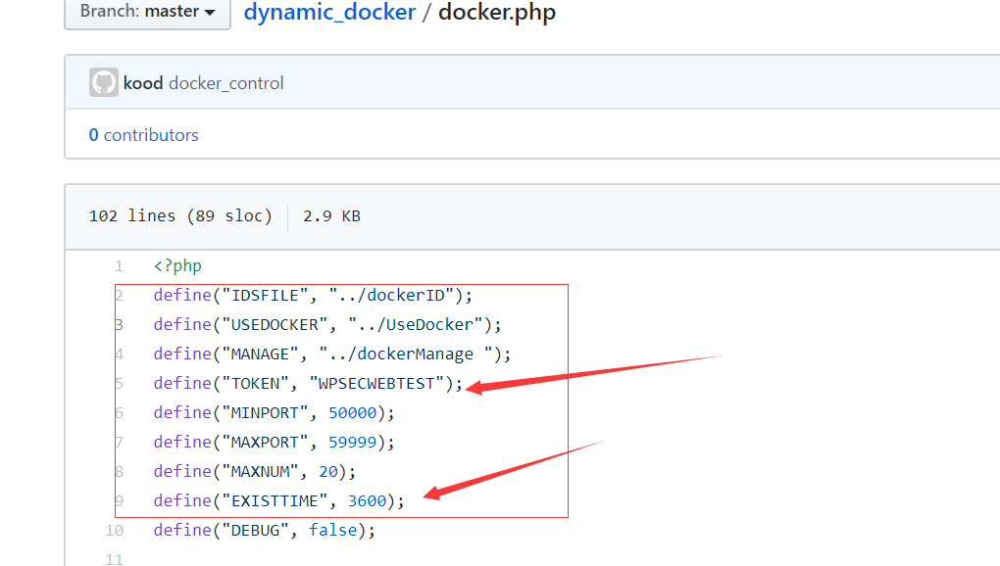 Branch: master
dynamic_docker / docker.php
kood docker_control
0 contributors
102 lines (89 sloc) 2.9 KB
1 <?php
2 define("IDSFILE", "../dockerID");
3 define("USEDOCKER", "../UseDocker");
4 define("MANAGE", "../dockerManage ");
5 define("TOKEN", "WPSECWEBTEST");
6 define("MINPORT", 50000);
7 define("MAXPORT", 59999);
8 define("MAXNUM", 20);
9 define("EXISTTIME", 3600);
10 define("DEBUG", false);
11